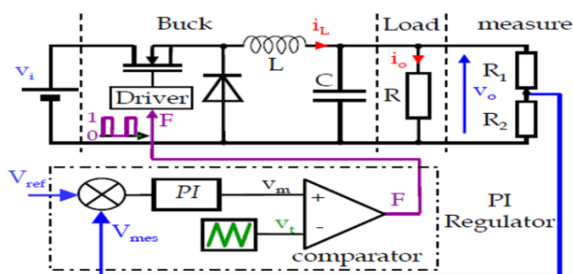 Buck
Load
measure
iL
L
io
vi
Driver
C
R
vo
R1
R2
1
0
F
Vref
PI
vm
+
F
Vmes
vt
-
comparator
PI
Regulator